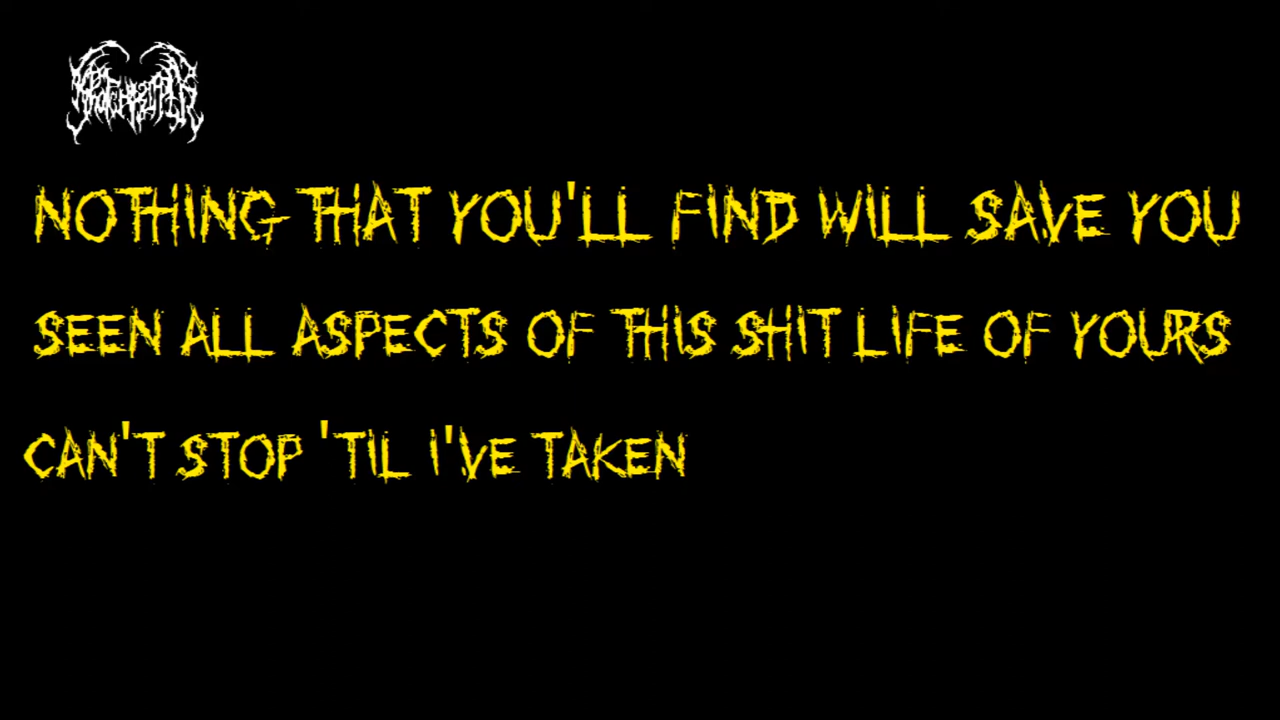 NOTHING THAT YOU'LL FIND WILL SAVE YOU
SEEN ALL ASPECTS OF THIS SHIT LIFE OF YOURS
CAN'T STOP 'TIL I'VE TAKEN